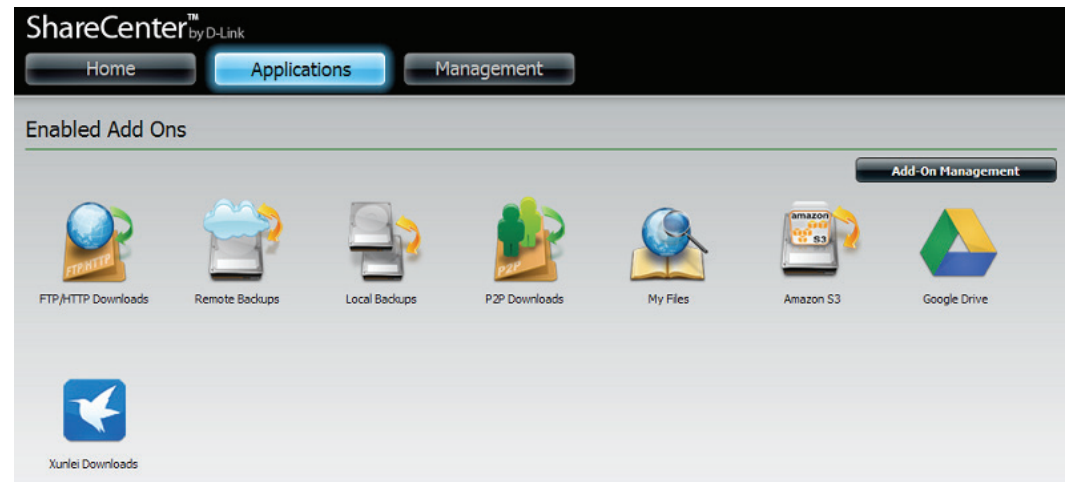 ShareCenter™ by D-Link
Home Applications Management
Enabled Add Ons
Add-On Management
FTP/HTTP
P2P
amazon
S3
FTP/HTTP Downloads Remote Backups Local Backups P2P Downloads My Files Amazon S3 Google Drive
Xunlei Downloads